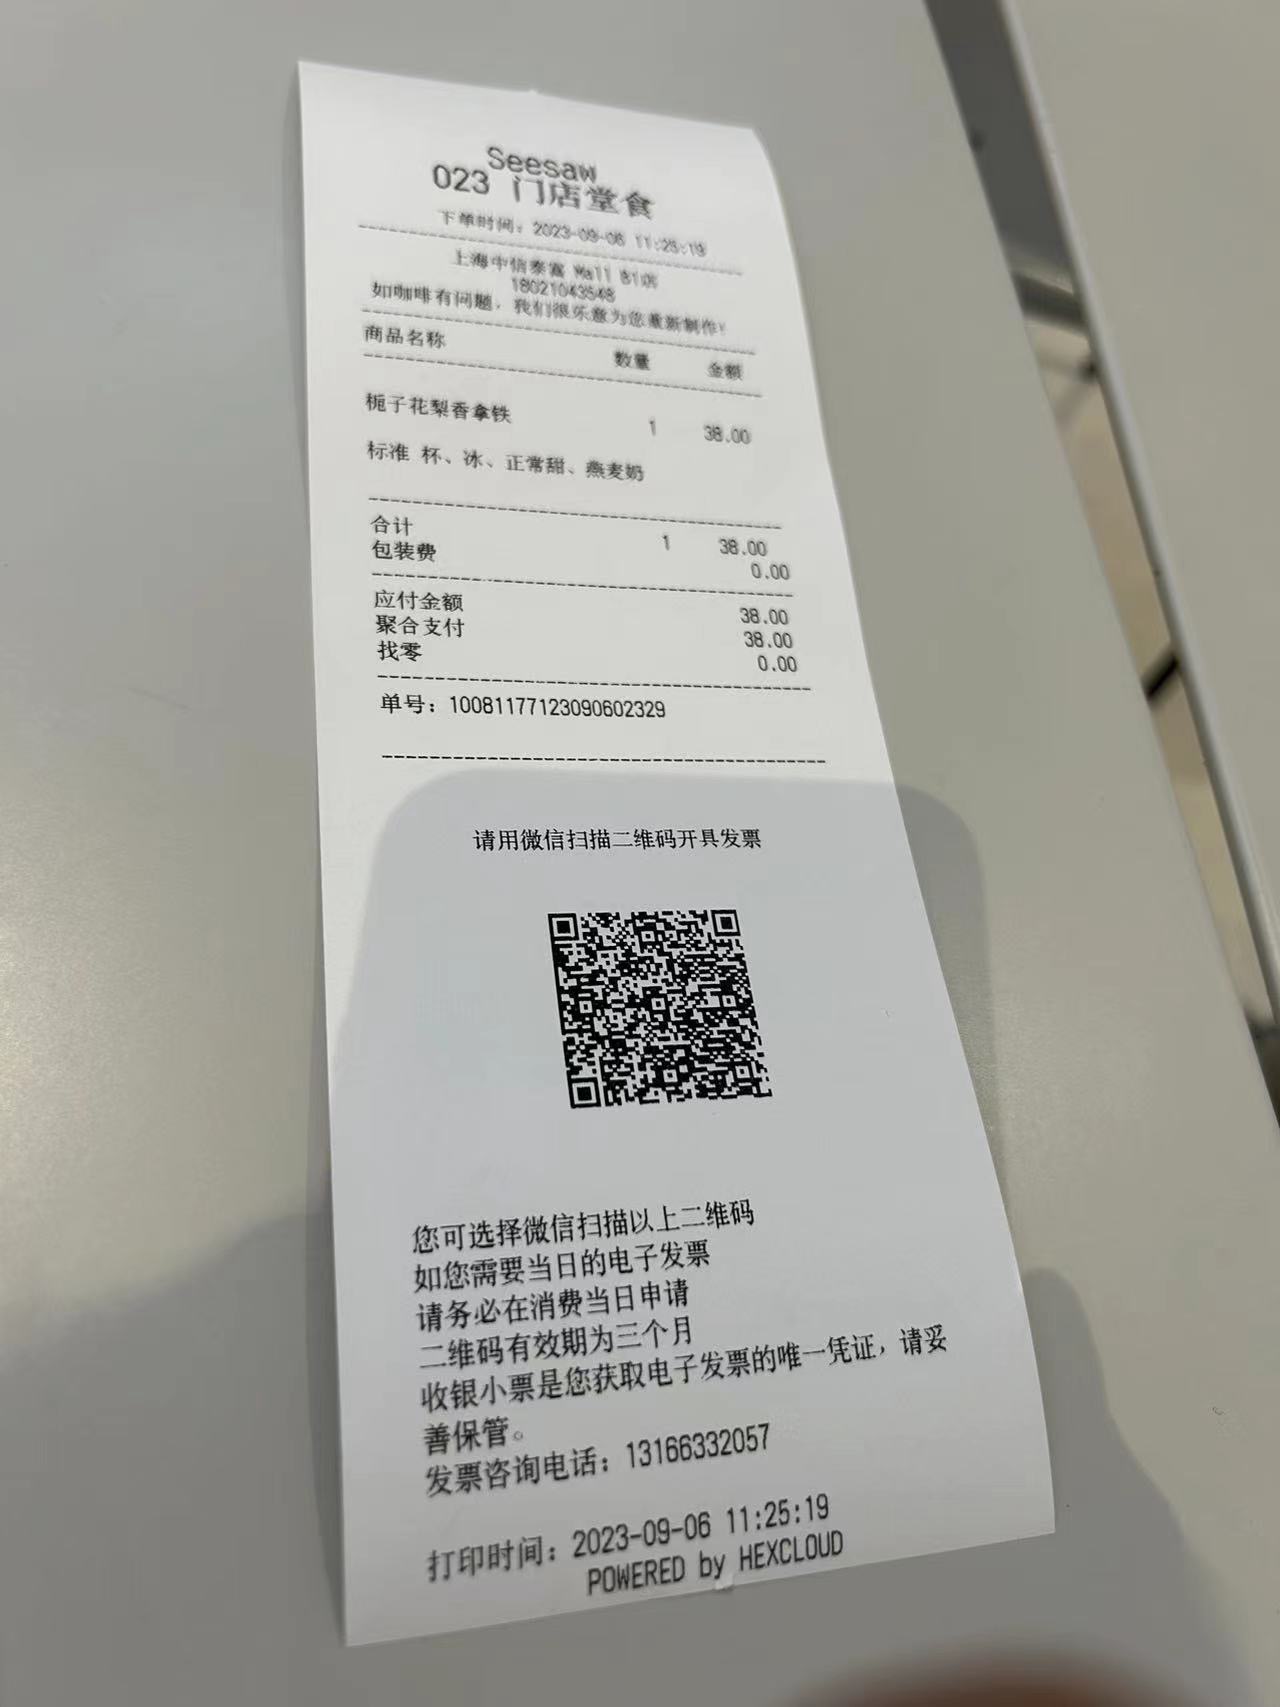 Seesaw
023 门店堂食
下单时间：2023-09-06 11:25:19
上海中信泰富 Mall B1店
18021043548
如咖啡有问题，我们很乐意为您重新制作！
商品名称 数量 金额
栀子花梨香拿铁 1 38.00
标准 杯、冰、正常甜、燕麦奶
合计 1 38.00
包装费 0.00
应付金额 38.00
聚合支付 38.00
找零 0.00
单号：10081177123090602329
请用微信扫描二维码开具发票
您可选择微信扫描以上二维码
如您需要当日的电子发票
请务必在消费当日申请
二维码有效期为三个月
收银小票是您获取电子发票的唯一凭证，请妥
善保管。
发票咨询电话：13166332057
打印时间：2023-09-06 11:25:19
POWERED by HEXCLOUD